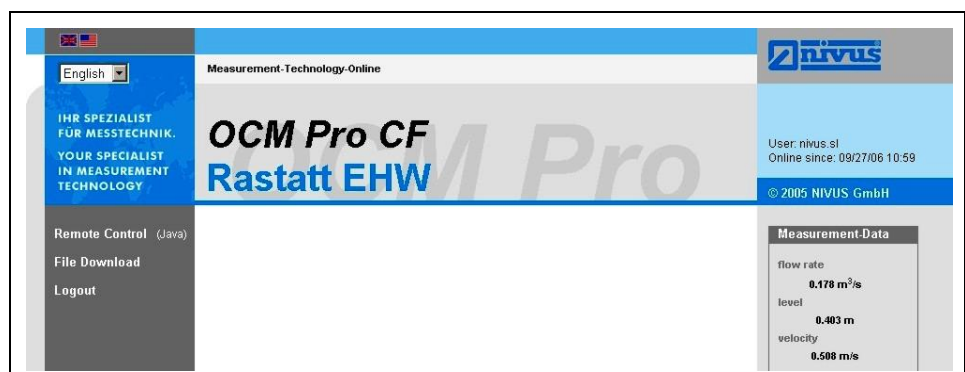 English
IHR SPEZIALIST
FÜR MESSTECHNIK.
YOUR SPECIALIST
IN MEASUREMENT
TECHNOLOGY
Remote Control (Java)
File Download
Logout
Measurement-Technology-Online
OCM Pro
OCM Pro CF
Rastatt EHW
nivus
User: nivus.sl
Online since: 09/27/06 10:59
© 2005 NIVUS GmbH
Measurement-Data
flow rate
0.178 m³/s
level
0.403 m
velocity
0.508 m/s